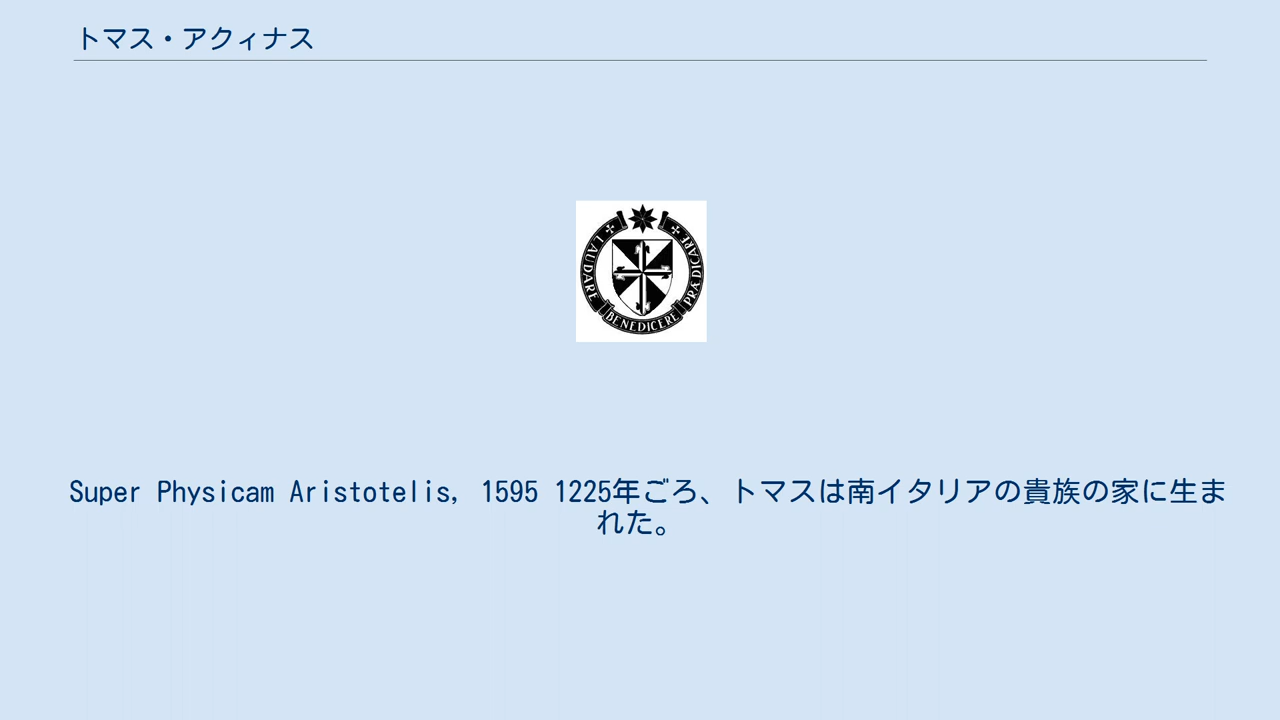 トマス・アクィナス
LAUDARE
BENEDICERE
PRÆDICARE
Super Physicam Aristotelis, 1595 1225年ごろ、トマスは南イタリアの貴族の家に生ま
れた。